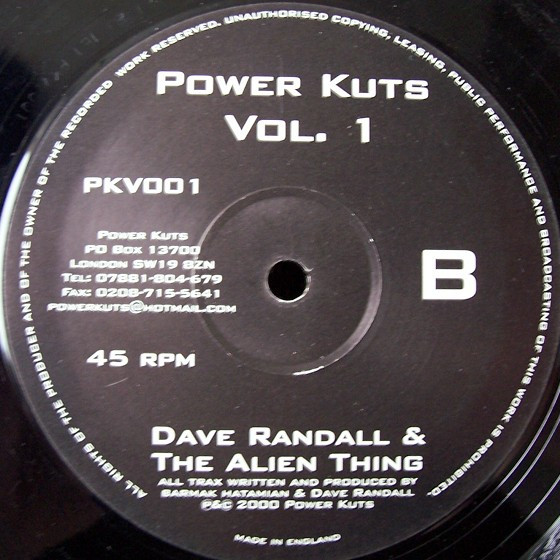 ALL RIGHTS OF THE PRODUCER AND OF THE OWNER OF THE RECORDED WORK RESERVED. UNAUTHORISED COPYING, LEASING, PUBLIC PERFORMANCE AND BROADCASTING OF THIS WORK IS PROHIBITED.
POWER KUTS
VOL. 1
PKV001
POWER KUTS
PO BOX 13700
LONDON SW19 8ZN
TEL: 07881-804-679
FAX: 0208-715-5641
POWERKUTS@HOTMAIL.COM
B
45 RPM
DAVE RANDALL &
THE ALIEN THING
ALL TRAX WRITTEN AND PRODUCED BY
BARMAK HATAMIAN & DAVE RANDALL
P&C 2000 POWER KUTS
MADE IN ENGLAND